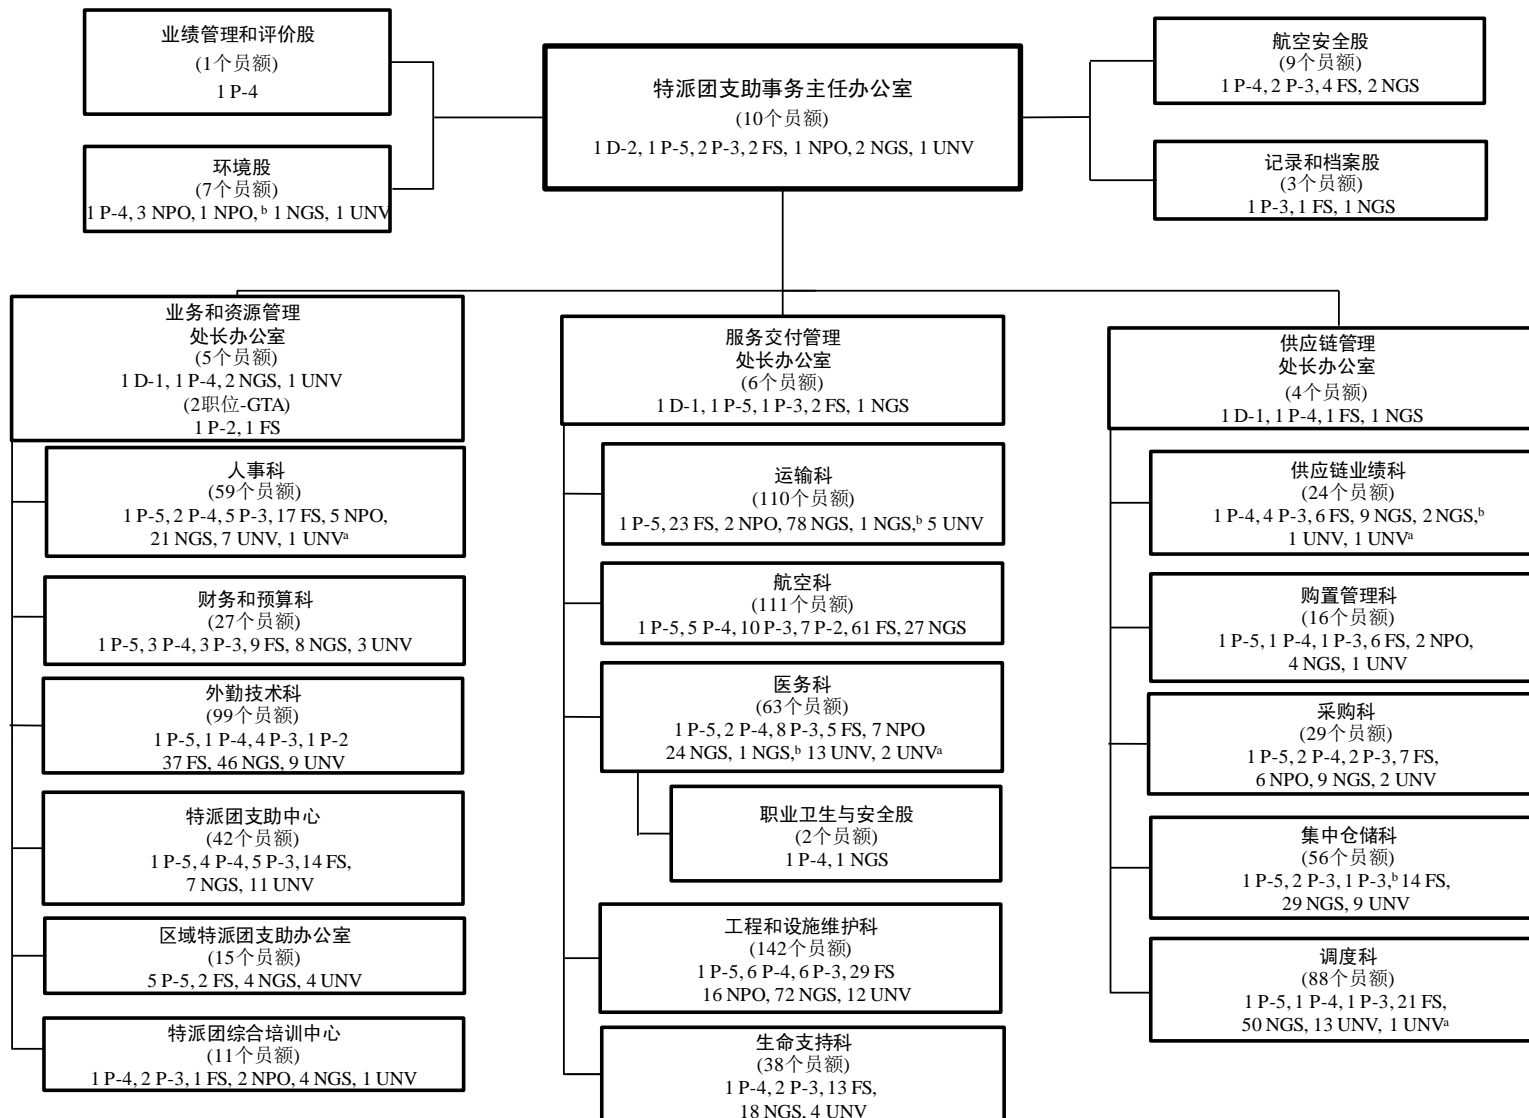 业绩管理和评价股
(1个员额)
1 P-4
环境股
(7个员额)
1 P-4, 3 NPO, 1 NPO,ᵇ 1 NGS, 1 UNV
特派团支助事务主任办公室
(10个员额)
1 D-2, 1 P-5, 2 P-3, 2 FS, 1 NPO, 2 NGS, 1 UNV
航空安全股
(9个员额)
1 P-4, 2 P-3, 4 FS, 2 NGS
记录和档案股
(3个员额)
1 P-3, 1 FS, 1 NGS
业务和资源管理
处长办公室
(5个员额)
1 D-1, 1 P-4, 2 NGS, 1 UNV
(2职位-GTA)
1 P-2, 1 FS
人事科
(59个员额)
1 P-5, 2 P-4, 5 P-3, 17 FS, 5 NPO,
21 NGS, 7 UNV, 1 UNVᵃ
财务和预算科
(27个员额)
1 P-5, 3 P-4, 3 P-3, 9 FS, 8 NGS, 3 UNV
外勤技术科
(99个员额)
1 P-5, 1 P-4, 4 P-3, 1 P-2
37 FS, 46 NGS, 9 UNV
特派团支助中心
(42个员额)
1 P-5, 4 P-4, 5 P-3, 14 FS,
7 NGS, 11 UNV
区域特派团支助办公室
(15个员额)
5 P-5, 2 FS, 4 NGS, 4 UNV
特派团综合培训中心
(11个员额)
1 P-4, 2 P-3, 1 FS, 2 NPO, 4 NGS, 1 UNV
服务交付管理
处长办公室
(6个员额)
1 D-1, 1 P-5, 1 P-3, 2 FS, 1 NGS
运输科
(110个员额)
1 P-5, 23 FS, 2 NPO, 78 NGS, 1 NGS,ᵇ 5 UNV
航空科
(111个员额)
1 P-5, 5 P-4, 10 P-3, 7 P-2, 61 FS, 27 NGS
医务科
(63个员额)
1 P-5, 2 P-4, 8 P-3, 5 FS, 7 NPO
24 NGS, 1 NGS,ᵇ 13 UNV, 2 UNVᵃ
职业卫生与安全股
(2个员额)
1 P-4, 1 NGS
工程和设施维护科
(142个员额)
1 P-5, 6 P-4, 6 P-3, 29 FS
16 NPO, 72 NGS, 12 UNV
生命支持科
(38个员额)
1 P-4, 2 P-3, 13 FS,
18 NGS, 4 UNV
供应链管理
处长办公室
(4个员额)
1 D-1, 1 P-4, 1 FS, 1 NGS
供应链业绩科
(24个员额)
1 P-4, 4 P-3, 6 FS, 9 NGS, 2 NGS,ᵇ
1 UNV, 1 UNVᵃ
购置管理科
(16个员额)
1 P-5, 1 P-4, 1 P-3, 6 FS, 2 NPO,
4 NGS, 1 UNV
采购科
(29个员额)
1 P-5, 2 P-4, 2 P-3, 7 FS,
6 NPO, 9 NGS, 2 UNV
集中仓储科
(56个员额)
1 P-5, 2 P-3, 1 P-3,ᵇ 14 FS,
29 NGS, 9 UNV
调度科
(88个员额)
1 P-5, 1 P-4, 1 P-3, 21 FS,
50 NGS, 13 UNV, 1 UNVᵃ